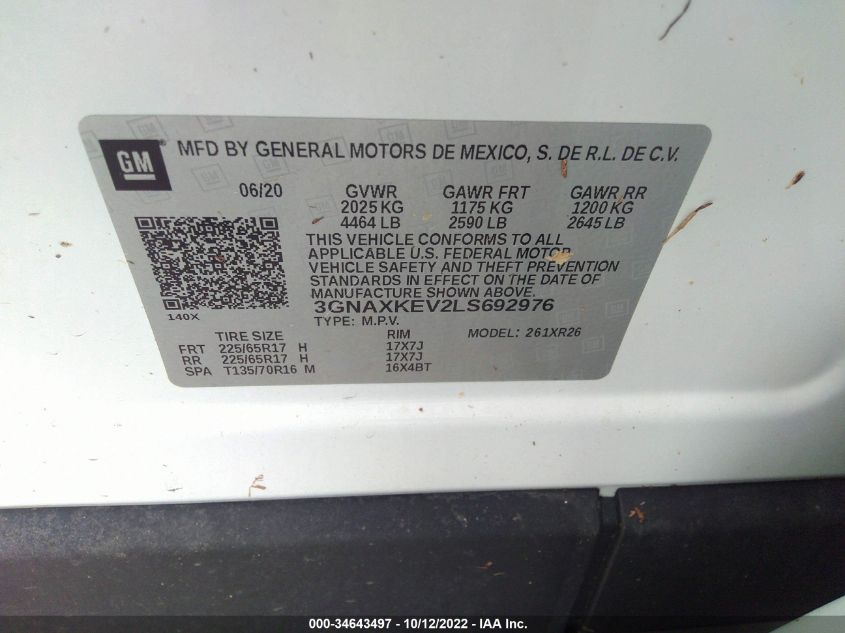 GM ® MFD BY GENERAL MOTORS DE MEXICO, S. DE R.L. DE C.V.
06/20 GVWR GAWR FRT GAWR RR
2025 KG 1175 KG 1200 KG
4464 LB 2590 LB 2645 LB
THIS VEHICLE CONFORMS TO ALL
APPLICABLE U.S. FEDERAL MOTOR
VEHICLE SAFETY AND THEFT PREVENTION
STANDARDS IN EFFECT ON THE DATE OF
MANUFACTURE SHOWN ABOVE.
3GNAXKEV2LS692976
140X
TYPE: M.P.V. MODEL: 261XR26
TIRE SIZE RIM
FRT 225/65R17 H 17X7J
RR 225/65R17 H 17X7J
SPA T135/70R16 M 16X4BT
000-34643497 - 10/12/2022 - IAA Inc.